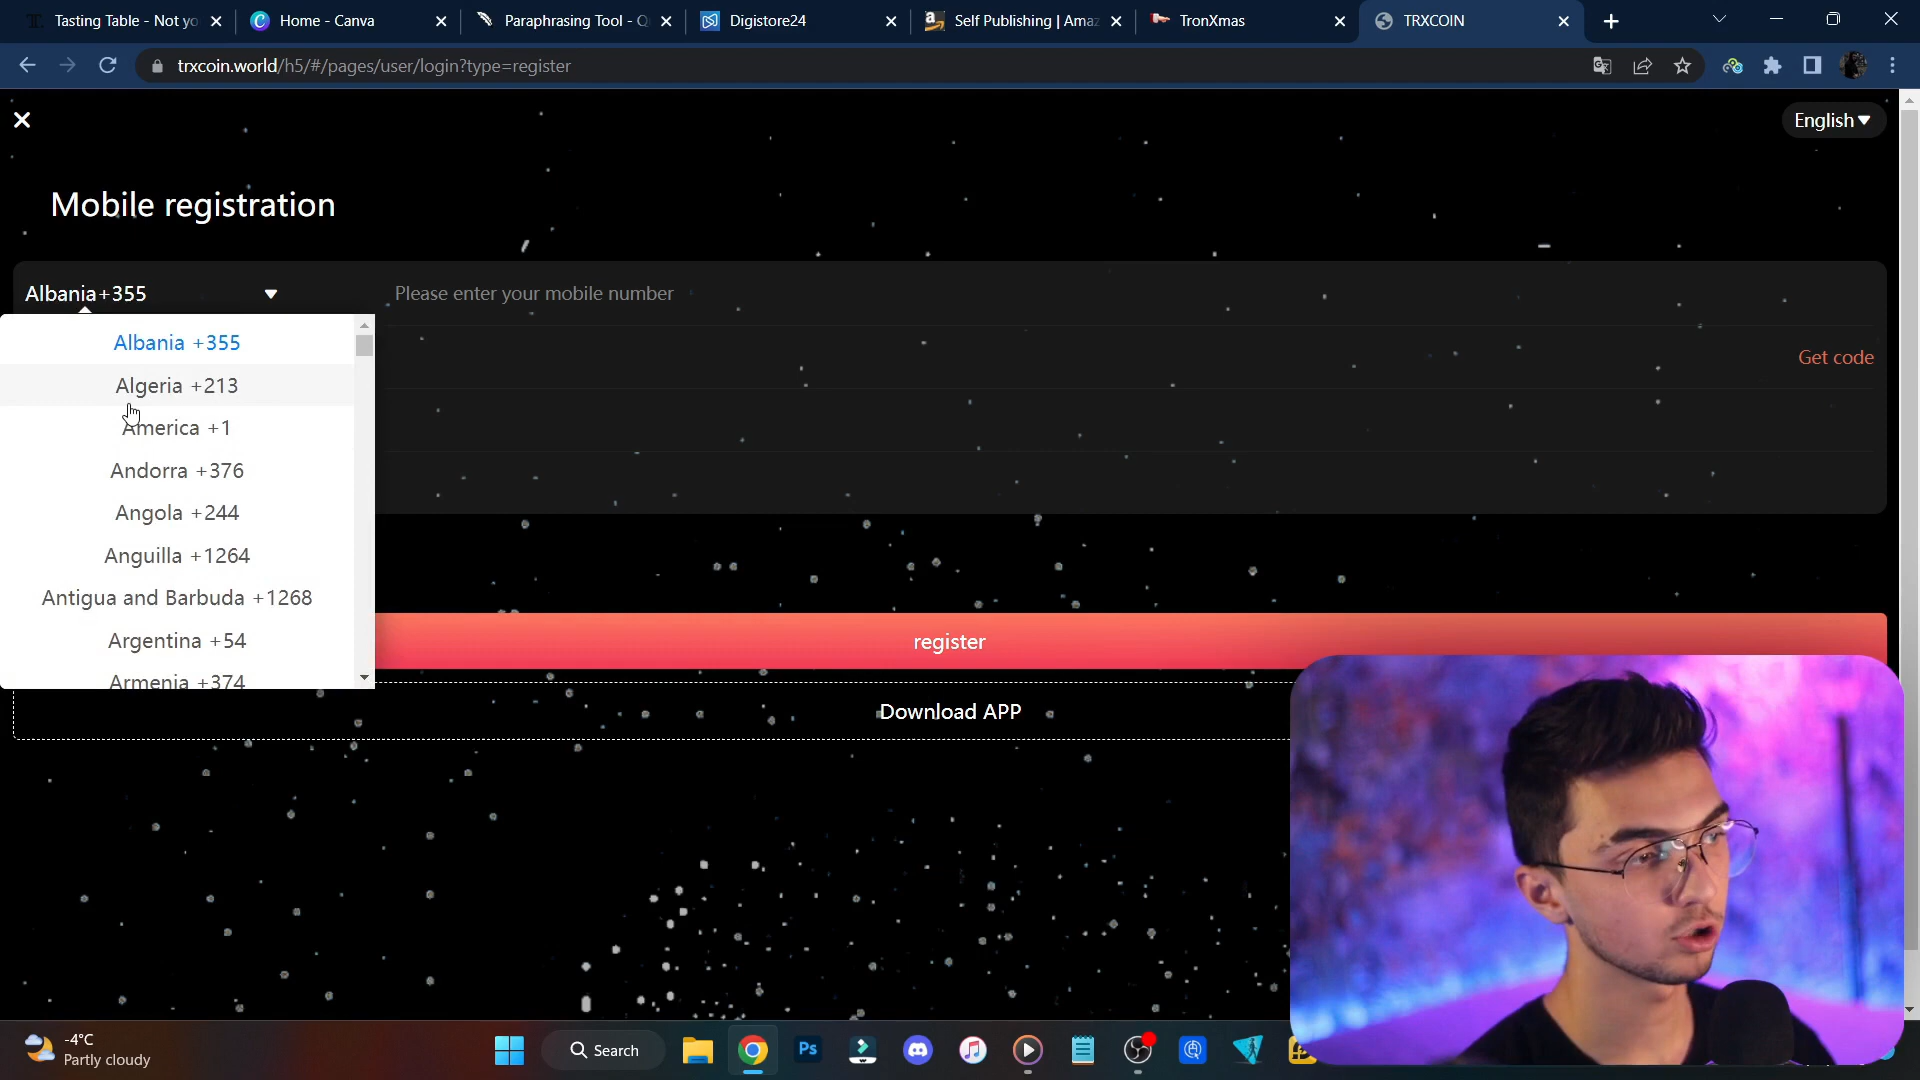 Tasting Table - Not yo
Home - Canva
Paraphrasing Tool - Q
Digistore24
Self Publishing | Amaz
TronXmas
TRXCOIN
trxcoin.world/h5/#/pages/user/login?type=register
English
Mobile registration
Albania+355
Please enter your mobile number
Albania +355
Get code
Algeria +213
America +1
Andorra +376
Angola +244
Anguilla +1264
Antigua and Barbuda +1268
Argentina +54
register
Armenia +374
Download APP
-4°C
Partly cloudy
Search
Ps